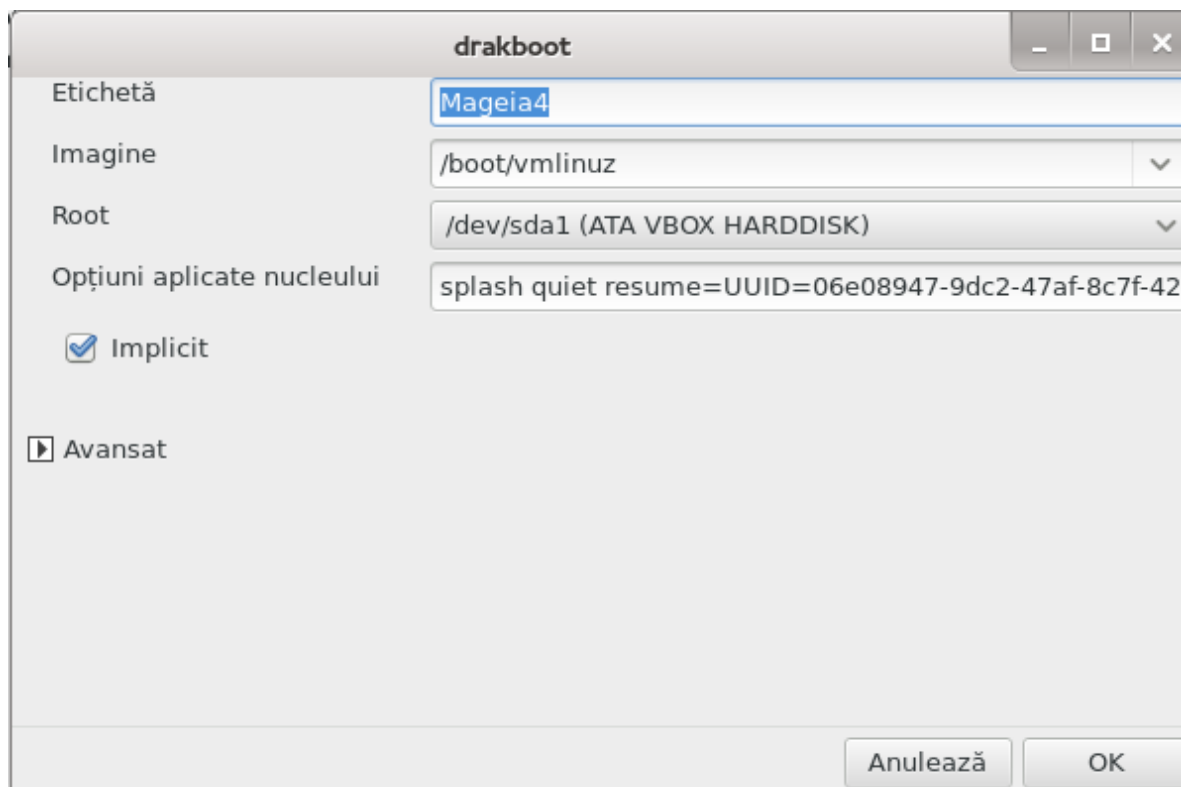 drakboot
Etichetă Mageia4
Imagine /boot/vmlinuz
Root /dev/sda1 (ATA VBOX HARDDISK)
Opțiuni aplicate nucleului splash quiet resume=UUID=06e08947-9dc2-47af-8c7f-42
Implicit
Avansat
Anulează OK